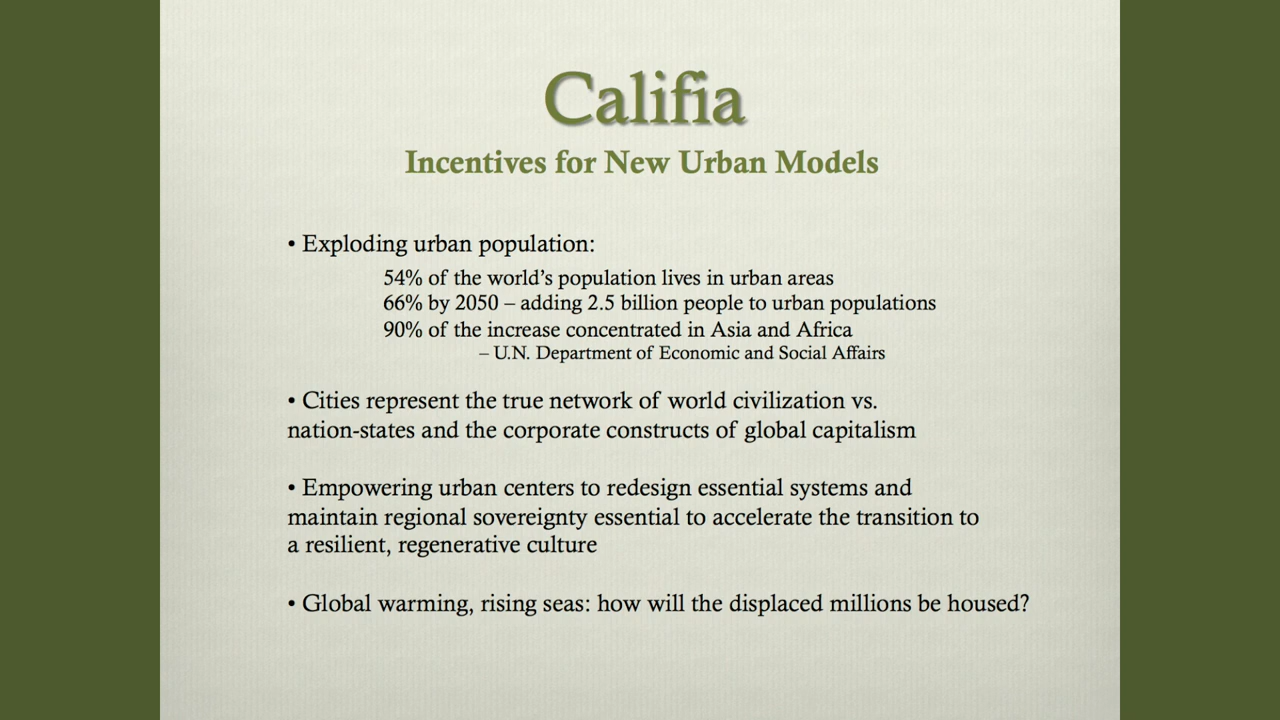 Califia
Incentives for New Urban Models
• Exploding urban population:
54% of the world’s population lives in urban areas
66% by 2050 – adding 2.5 billion people to urban populations
90% of the increase concentrated in Asia and Africa
– U.N. Department of Economic and Social Affairs
• Cities represent the true network of world civilization vs.
nation-states and the corporate constructs of global capitalism
• Empowering urban centers to redesign essential systems and
maintain regional sovereignty essential to accelerate the transition to
a resilient, regenerative culture
• Global warming, rising seas: how will the displaced millions be housed?